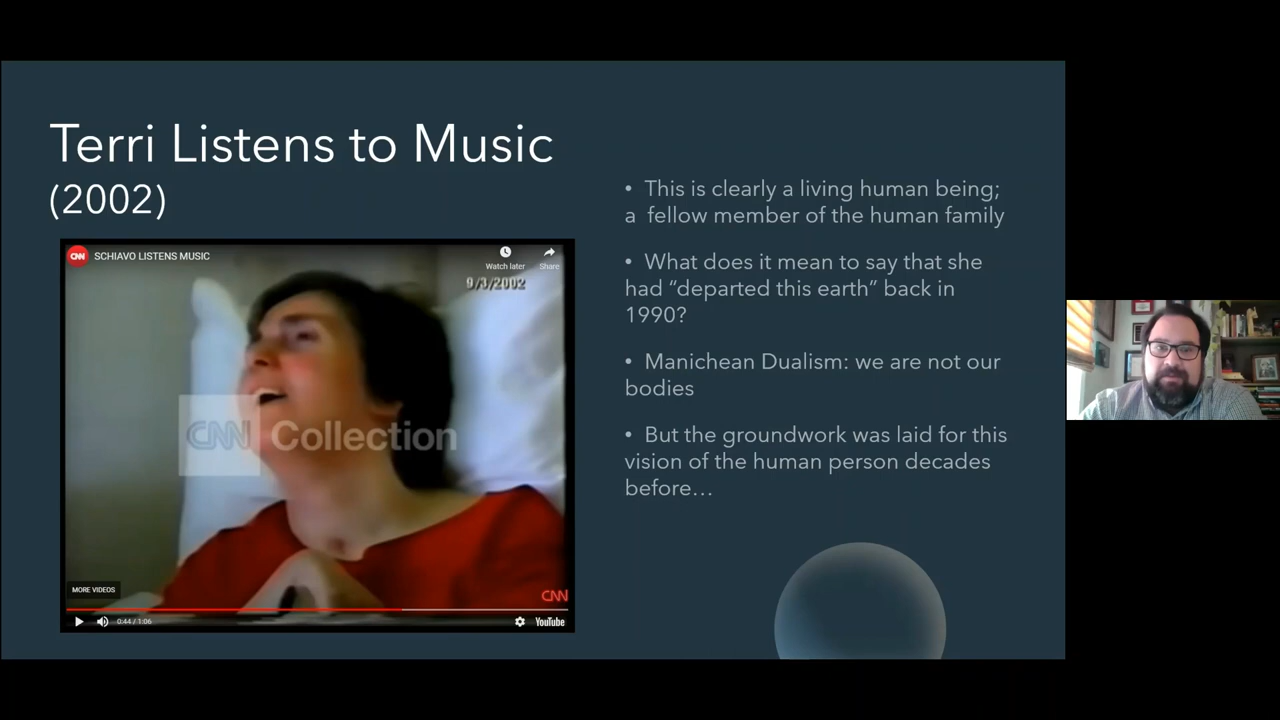 Terri Listens to Music
(2002)
CNN
SCHIAVO LISTENS MUSIC
Watch later
Share
9/3/2002
CNN Collection
MORE VIDEOS
CNN
0:44 / 1:06
YouTube
• This is clearly a living human being;
a fellow member of the human family
• What does it mean to say that she
had “departed this earth” back in
1990?
• Manichean Dualism: we are not our
bodies
• But the groundwork was laid for this
vision of the human person decades
before…